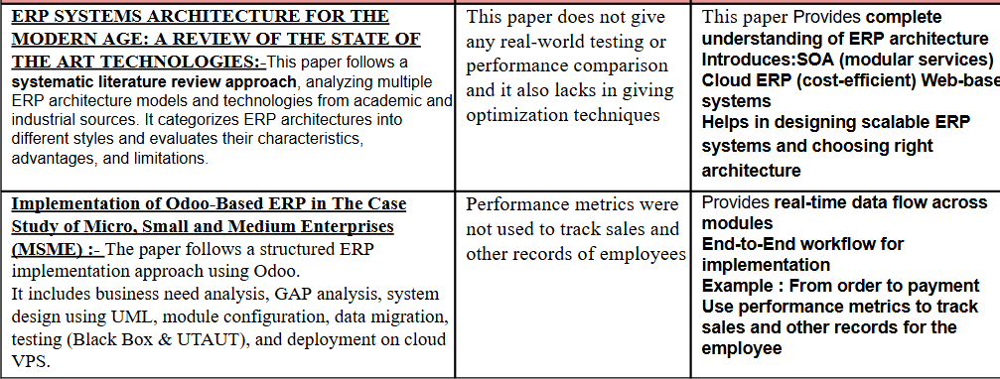 ERP SYSTEMS ARCHITECTURE FOR THE
MODERN AGE: A REVIEW OF THE STATE OF
THE ART TECHNOLOGIES:-This paper follows a
systematic literature review approach, analyzing multiple
ERP architecture models and technologies from academic and
industrial sources. It categorizes ERP architectures into
different styles and evaluates their characteristics,
advantages, and limitations.
This paper does not give
any real-world testing or
performance comparison
and it also lacks in giving
optimization techniques
This paper Provides complete
understanding of ERP architecture
Introduces:SOA (modular services)
Cloud ERP (cost-efficient) Web-base
systems
Helps in designing scalable ERP
systems and choosing right
architecture
Implementation of Odoo-Based ERP in The Case
Study of Micro, Small and Medium Enterprises
(MSME) :- The paper follows a structured ERP
implementation approach using Odoo.
It includes business need analysis, GAP analysis, system
design using UML, module configuration, data migration,
testing (Black Box & UTAUT), and deployment on cloud
VPS.
Performance metrics were
not used to track sales and
other records of employees
Provides real-time data flow across
modules
End-to-End workflow for
implementation
Example : From order to payment
Use performance metrics to track
sales and other records for the
employee